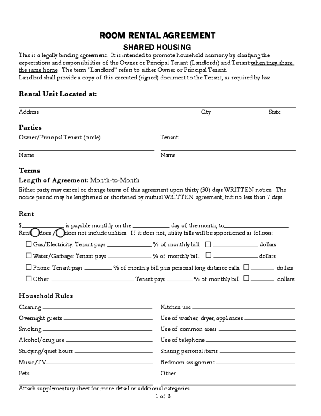 ROOM RENTAL AGREEMENT
SHARED HOUSING
This is a legally binding agreement. It is intended to promote household harmony by clarifying the
expectations and responsibilities of the Owner or Principal Tenant (Landlord) and Tenant when they share
the same home. The term "Landlord" refers to either Owner or Principal Tenant.
Landlord shall provide a copy of this executed (signed) document to the Tenant, as required by law.
Rental Unit Located at:
Address City State
Parties
Owner/Principal Tenant (circle) Tenant
Name Name
Terms
Length of Agreement: Month-to-Month
Either party may cancel or change terms of this agreement upon thirty (30) days WRITTEN notice. The
notice period may be lengthened or shortened by mutual WRITTEN agreement, but no less than 7 days.
Rent
$ is payable monthly on the day of the month, to
Rent does / does not include utilities. If it does not, utility bills will be apportioned as follows:
Gas/Electricity: Tenant pays % of monthly bill dollars
Water/Garbage: Tenant pays % of monthly bill dollars
Phone: Tenant pays % of monthly bill plus personal long distance calls dollars
Other Tenant pays % of monthly bill dollars
Household Rules
Cleaning Kitchen use
Overnight guests Use of washer, dryer, appliances
Smoking Use of common areas
Alcohol/drug use Use of telephone
Studying/quiet hours Sharing personal items
Music/TV Bedroom assignment
Pets Other
Attach supplementary sheet for more detail or additional categories.
1 of 3